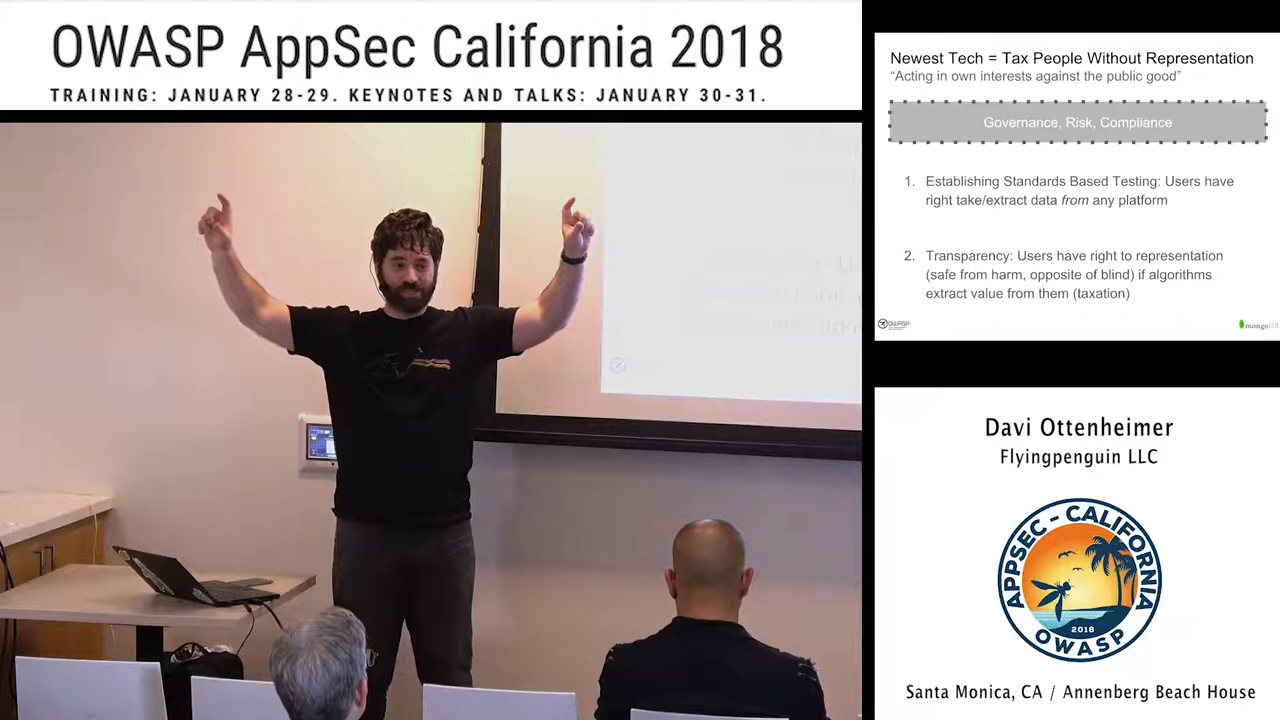 OWASP AppSec California 2018
TRAINING: JANUARY 28-29. KEYNOTES AND TALKS: JANUARY 30-31.
Newest Tech = Tax People Without Representation
“Acting in own interests against the public good”
Governance, Risk, Compliance
1. Establishing Standards Based Testing: Users have
right take/extract data from any platform
2. Transparency: Users have right to representation
(safe from harm, opposite of blind) if algorithms
extract value from them (taxation)
OWASP
mongoDB
Davi Ottenheimer
Flyingpenguin LLC
APPSEC - CALIFORNIA
2018
OWASP
Santa Monica, CA / Annenberg Beach House